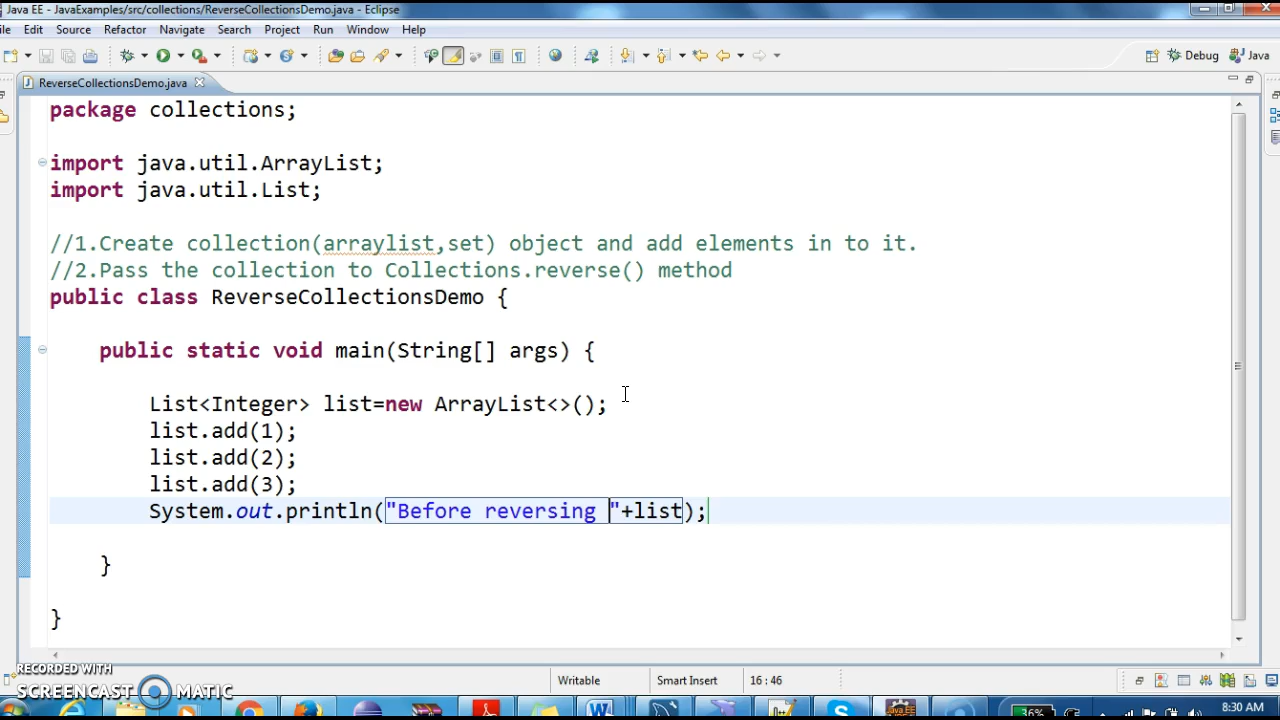 Java EE - JavaExamples/src/collections/ReverseCollectionsDemo.java - Eclipse
Edit Source Refactor Navigate Search Project Run Window Help
Debug Java
ReverseCollectionsDemo.java
package collections;
import java.util.ArrayList;
import java.util.List;
//1.Create collection(arraylist,set) object and add elements in to it.
//2.Pass the collection to Collections.reverse() method
public class ReverseCollectionsDemo {
public static void main(String[] args) {
List<Integer> list=new ArrayList<>();
list.add(1);
list.add(2);
list.add(3);
System.out.println("Before reversing "+list);
}
}
RECORDED WITH
SCREENCAST MATIC
Writable Smart Insert 16 : 46
36% 8:30 AM